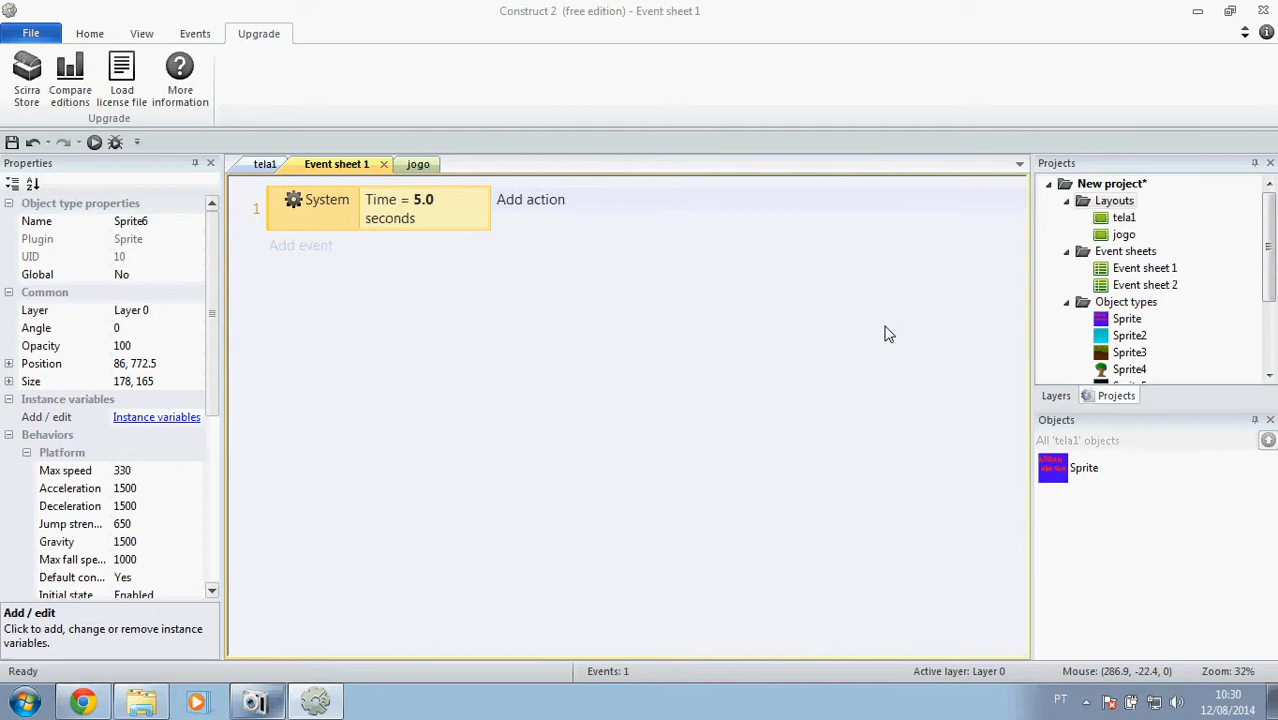 Construct 2  (free edition) - Event sheet 1
File
Home
View
Events
Upgrade
Scirra Store
Compare editions
Load license file
More information
Upgrade
Properties
tela1
Event sheet 1
jogo
Projects
Object type properties
Name Sprite6
Plugin Sprite
UID 10
Global No
Common
Layer Layer 0
Angle 0
Opacity 100
Position 86, 772.5
Size 178, 165
Instance variables
Add / edit Instance variables
Behaviors
Platform
Max speed 330
Acceleration 1500
Deceleration 1500
Jump stren... 650
Gravity 1500
Max fall spe... 1000
Default con... Yes
Initial state Enabled
Add / edit
Click to add, change or remove instance
variables.
1 System Time = 5.0 Add action
seconds
Add event
New project*
Layouts
tela1
jogo
Event sheets
Event sheet 1
Event sheet 2
Object types
Sprite
Sprite2
Sprite3
Sprite4
Layers
Projects
Objects
All 'tela1' objects
Sprite
Ready
Events: 1
Active layer: Layer 0
Mouse: (286.9, -22.4, 0)
Zoom: 32%
PT
10:30
12/08/2014